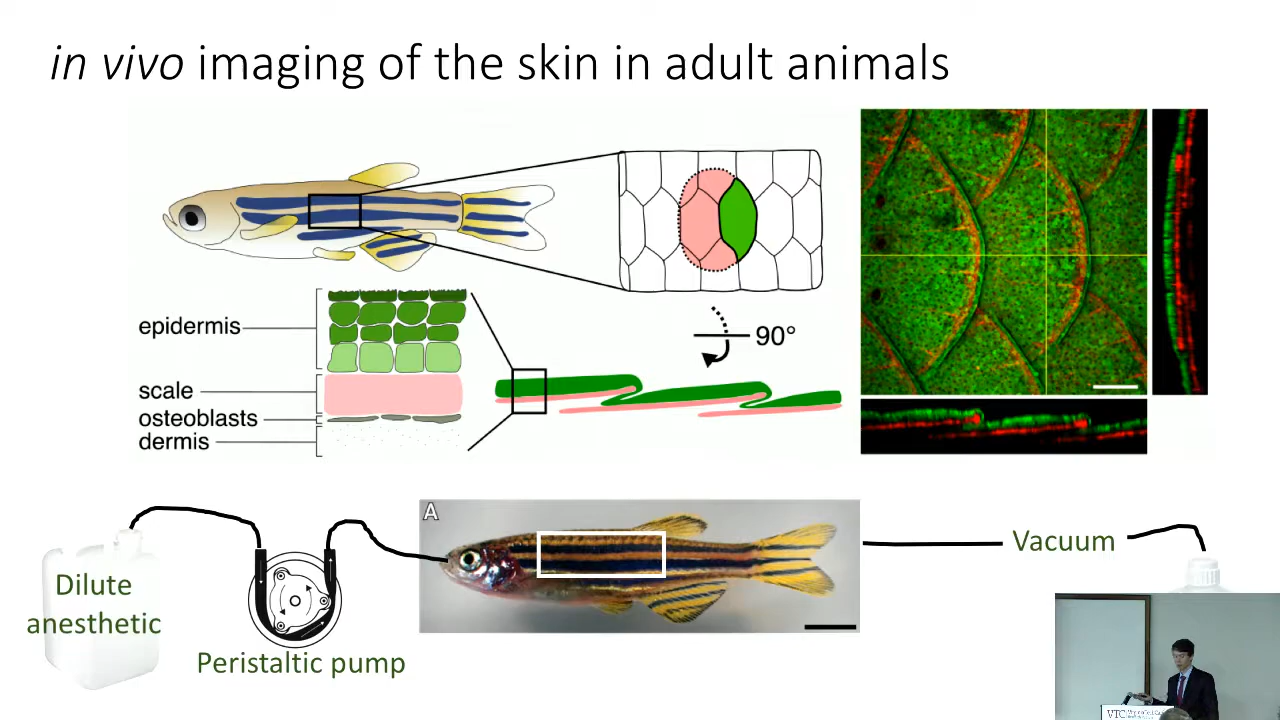 in vivo imaging of the skin in adult animals
epidermis
scale
osteoblasts
dermis
90°
A
Dilute
anesthetic
Peristaltic pump
Vacuum
VTC